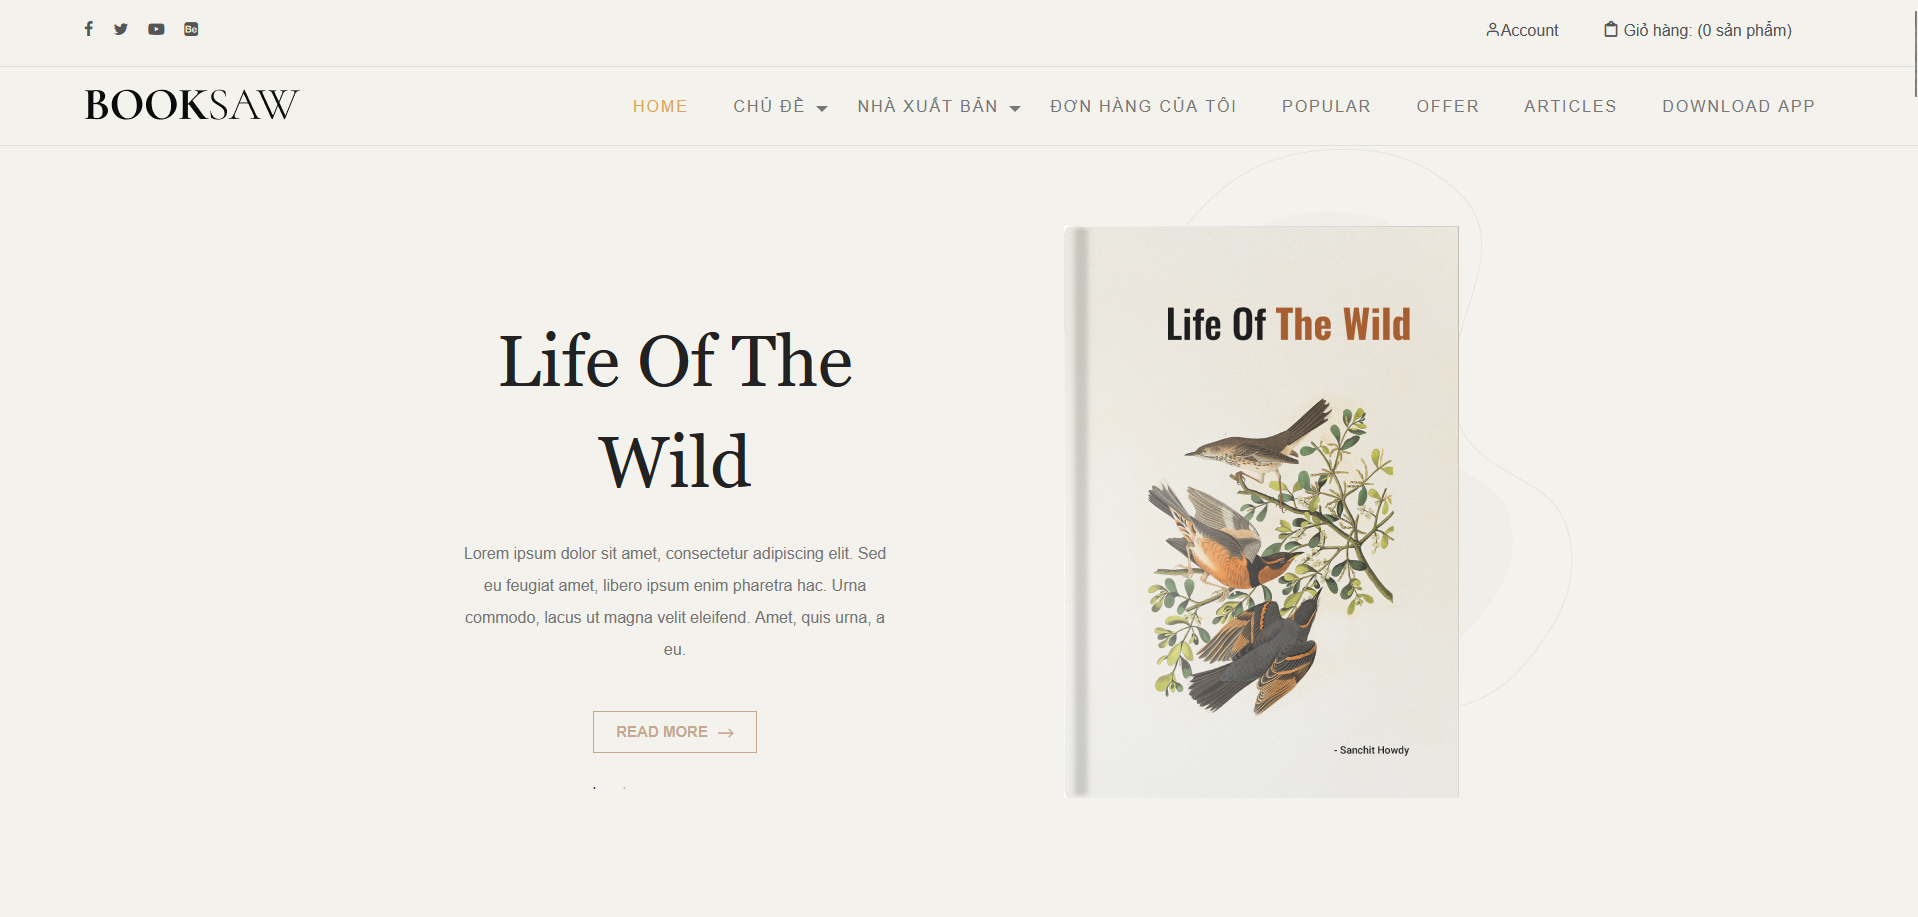 Account
Giỏ hàng: (0 sản phẩm)
BOOKSAW
HOME
CHỦ ĐỀ
NHÀ XUẤT BẢN
ĐƠN HÀNG CỦA TÔI
POPULAR
OFFER
ARTICLES
DOWNLOAD APP
Life Of The
Wild
Lorem ipsum dolor sit amet, consectetur adipiscing elit. Sed
eu feugiat amet, libero ipsum enim pharetra hac. Urna
commodo, lacus ut magna velit eleifend. Amet, quis urna, a
eu.
READ MORE →
Life Of The Wild
- Sanchit Howdy